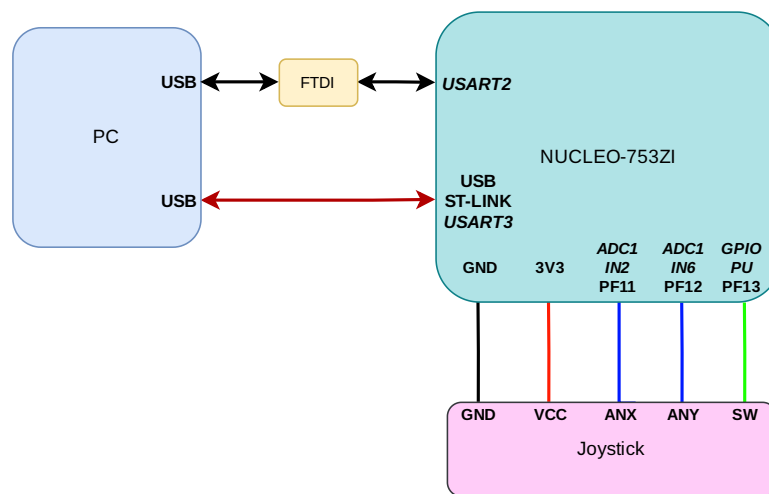 USB
FTDI
USART2
PC
NUCLEO-753ZI
USB
USB
ST-LINK
USART3
GND
3V3
ADC1
IN2
PF11
ADC1
IN6
PF12
GPIO
PU
PF13
GND
VCC
ANX
ANY
SW
Joystick